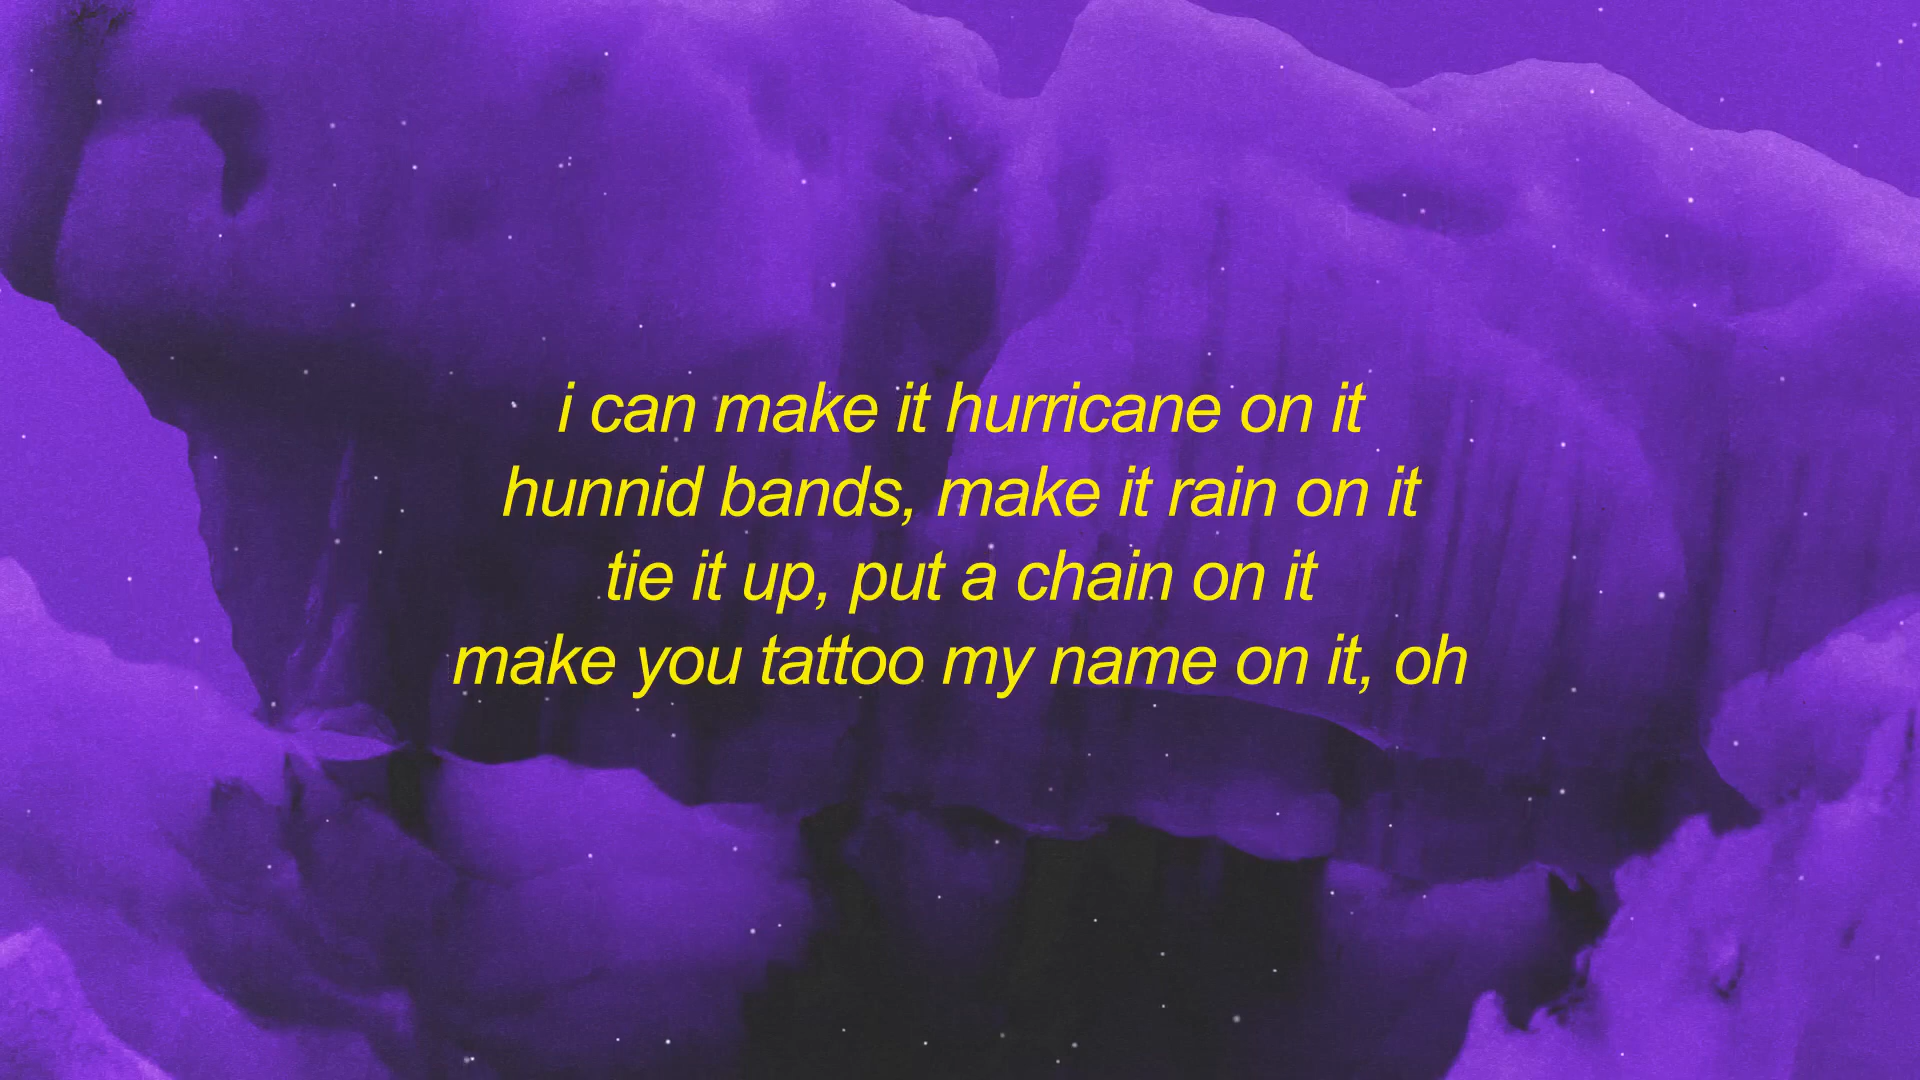 i can make it hurricane on it
hunnid bands, make it rain on it
tie it up, put a chain on it
make you tattoo my name on it, oh